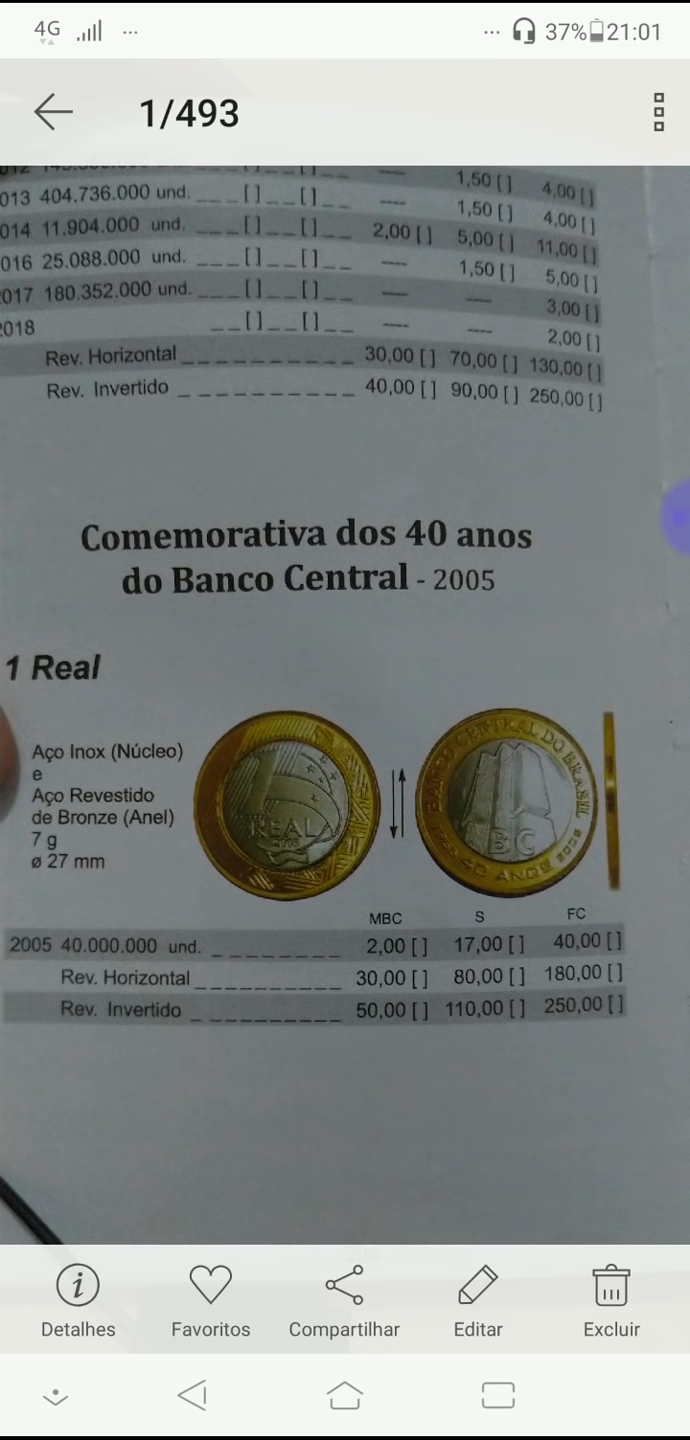 4G ... ... 37% 21:01
1/493
1,50 [ ] 4,00 [ ]
013 404.736.000 und. _ _ _ [ ] _ _ [ ] _ _ ---- 1,50 [ ] 4,00 [ ]
014 11.904.000 und. _ _ _ [ ] _ _ [ ] _ _ 2,00 [ ] 5,00 [ ] 11,00 [ ]
016 25.088.000 und. _ _ _ [ ] _ _ [ ] _ _ ---- 1,50 [ ] 5,00 [ ]
2017 180.352.000 und. _ _ _ [ ] _ _ [ ] _ _ ---- ---- 3,00 [ ]
2018 _ _ [ ] _ _ [ ] _ _ ---- ---- 2,00 [ ]
Rev. Horizontal _ _ _ _ _ _ _ _ _ _ 30,00 [ ] 70,00 [ ] 130,00 [ ]
Rev. Invertido _ _ _ _ _ _ _ _ _ _ 40,00 [ ] 90,00 [ ] 250,00 [ ]
Comemorativa dos 40 anos
do Banco Central - 2005
1 Real
Aço Inox (Núcleo)
e
Aço Revestido
de Bronze (Anel)
7 g
ø 27 mm
1
REAL
BANCO CENTRAL DO BRASIL
BC
40 ANOS 2005
MBC S FC
2005 40.000.000 und. _ _ _ _ _ _ _ _ 2,00 [ ] 17,00 [ ] 40,00 [ ]
Rev. Horizontal _ _ _ _ _ _ _ _ _ 30,00 [ ] 80,00 [ ] 180,00 [ ]
Rev. Invertido _ _ _ _ _ _ _ _ _ 50,00 [ ] 110,00 [ ] 250,00 [ ]
Detalhes Favoritos Compartilhar Editar Excluir